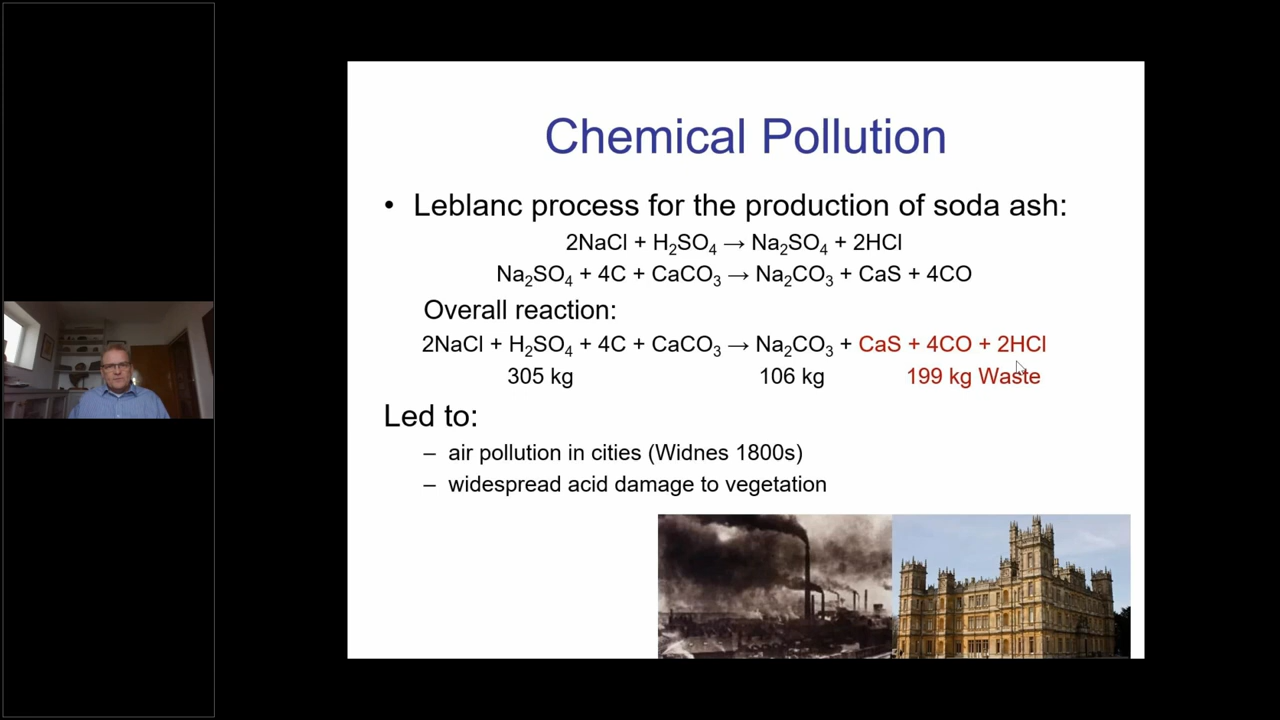 Chemical Pollution
• Leblanc process for the production of soda ash:
2NaCl + H₂SO₄ → Na₂SO₄ + 2HCl
Na₂SO₄ + 4C + CaCO₃ → Na₂CO₃ + CaS + 4CO
Overall reaction:
2NaCl + H₂SO₄ + 4C + CaCO₃ → Na₂CO₃ + CaS + 4CO + 2HCl
305 kg 106 kg 199 kg Waste
Led to:
– air pollution in cities (Widnes 1800s)
– widespread acid damage to vegetation